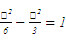 □²/6 − □²/3 = 1